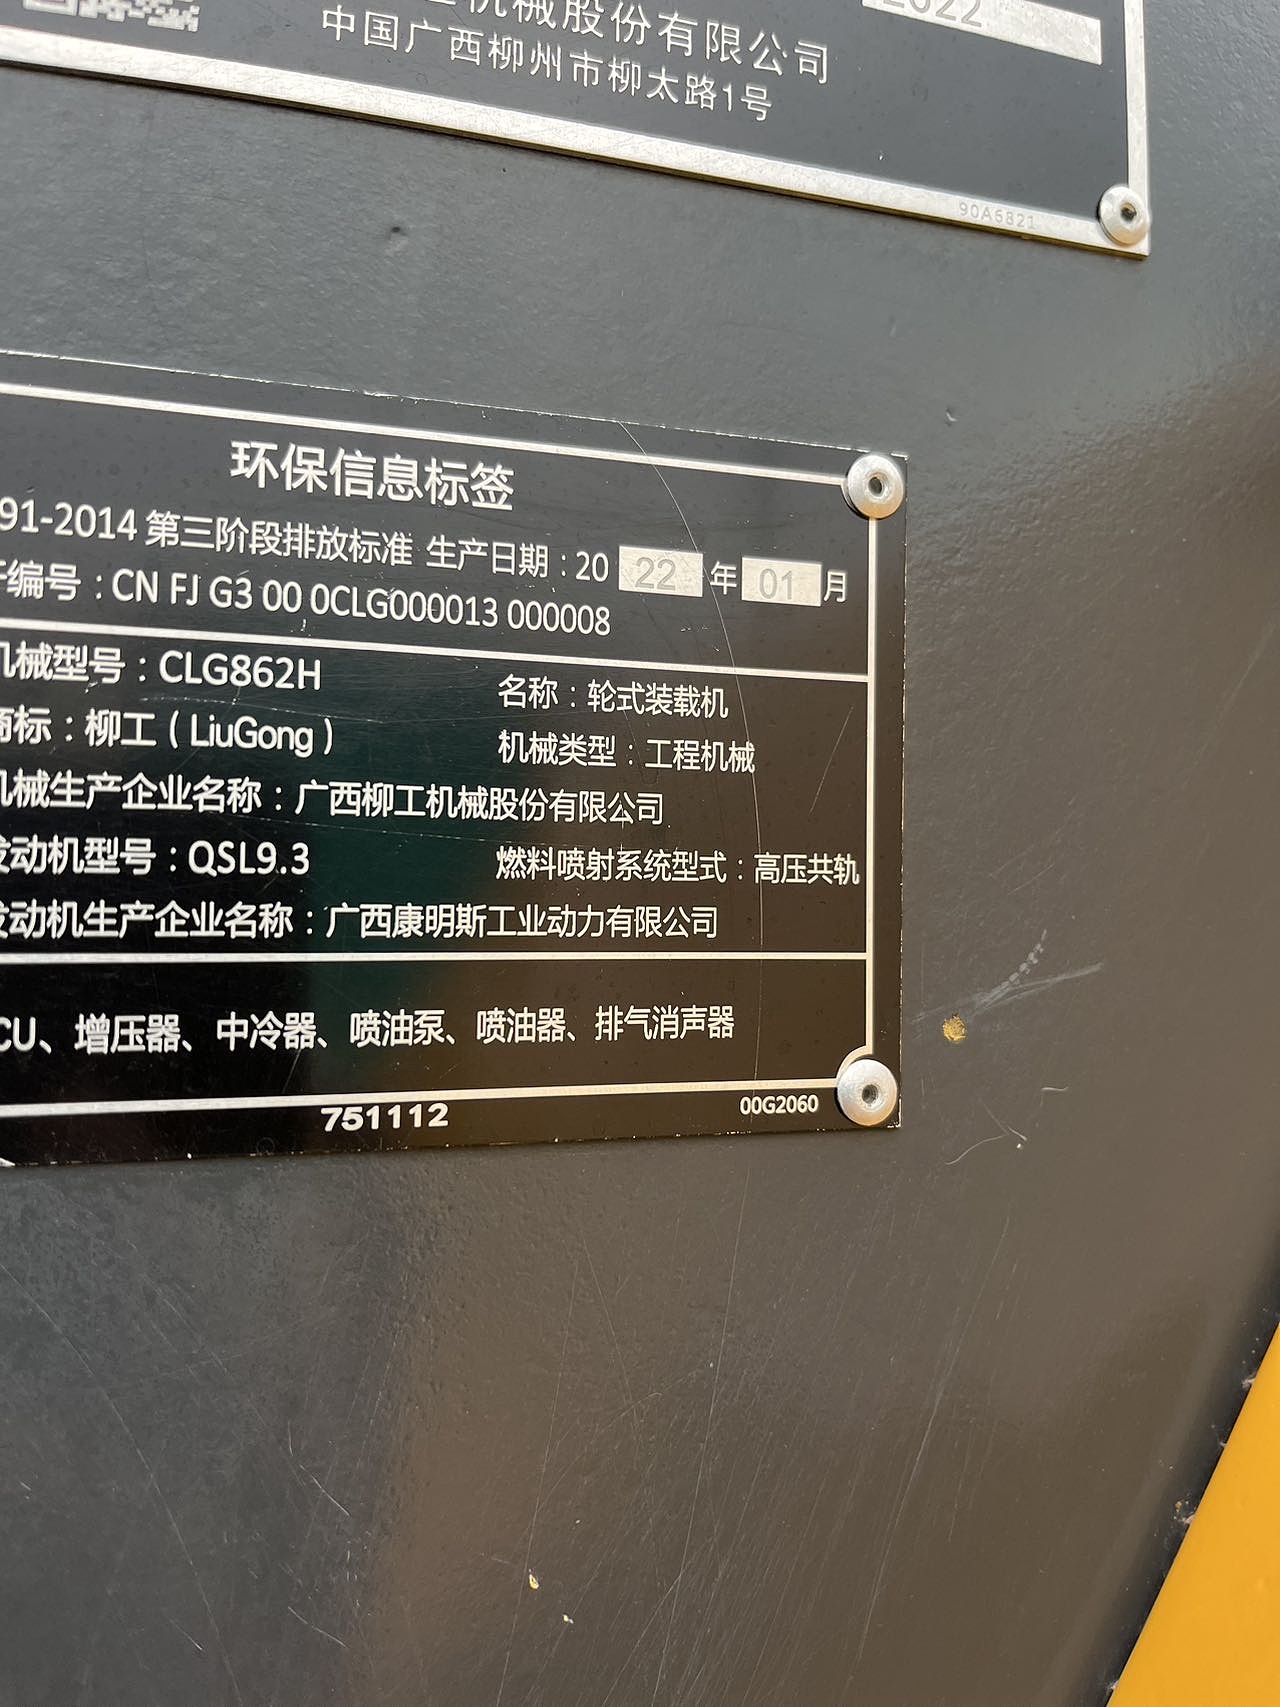 机械股份有限公司
2022
中国广西柳州市柳太路1号
90A6821
环保信息标签
91-2014 第三阶段排放标准 生产日期:20 22 年 01 月
编号:CN FJ G3 00 0CLG000013 000008
机械型号:CLG862H 名称:轮式装载机
商标:柳工(LiuGong) 机械类型:工程机械
机械生产企业名称:广西柳工机械股份有限公司
发动机型号:QSL9.3 燃料喷射系统型式:高压共轨
发动机生产企业名称:广西康明斯工业动力有限公司
CU、增压器、中冷器、喷油泵、喷油器、排气消声器
751112 00G2060